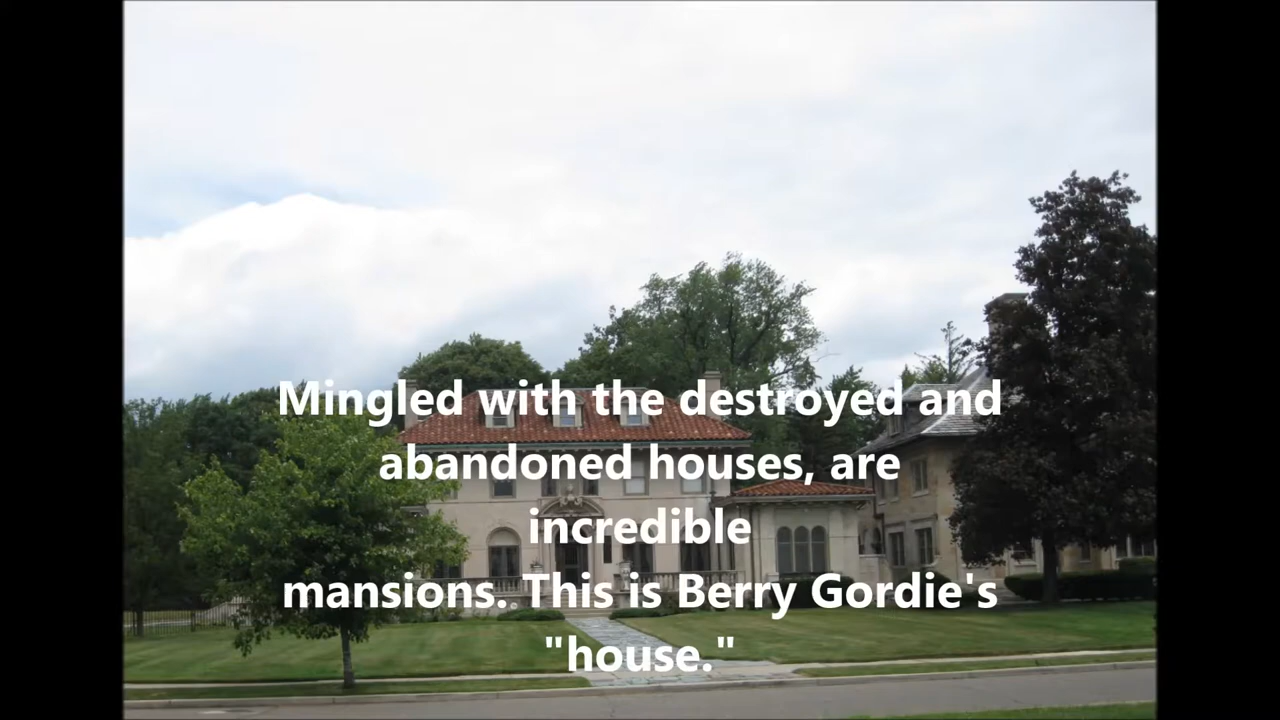 Mingled with the destroyed and
abandoned houses, are
incredible
mansions. This is Berry Gordie's
"house."